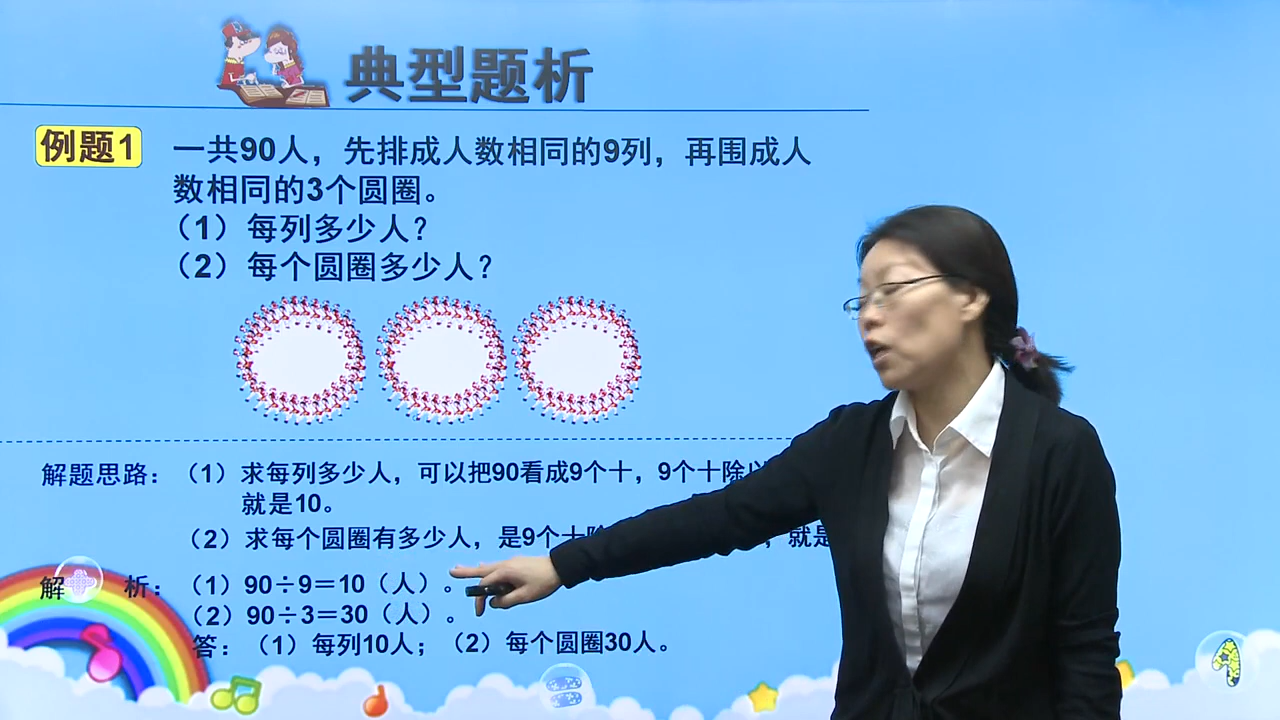 典型题析
例题1
一共90人，先排成人数相同的9列，再围成人
数相同的3个圆圈。
（1）每列多少人？
（2）每个圆圈多少人？
解题思路：（1）求每列多少人，可以把90看成9个十，9个十除以
就是10。
（2）求每个圆圈有多少人，是9个十除 ，就是
解 析：（1）90÷9＝10（人）。
（2）90÷3＝30（人）。
答：（1）每列10人；（2）每个圆圈30人。